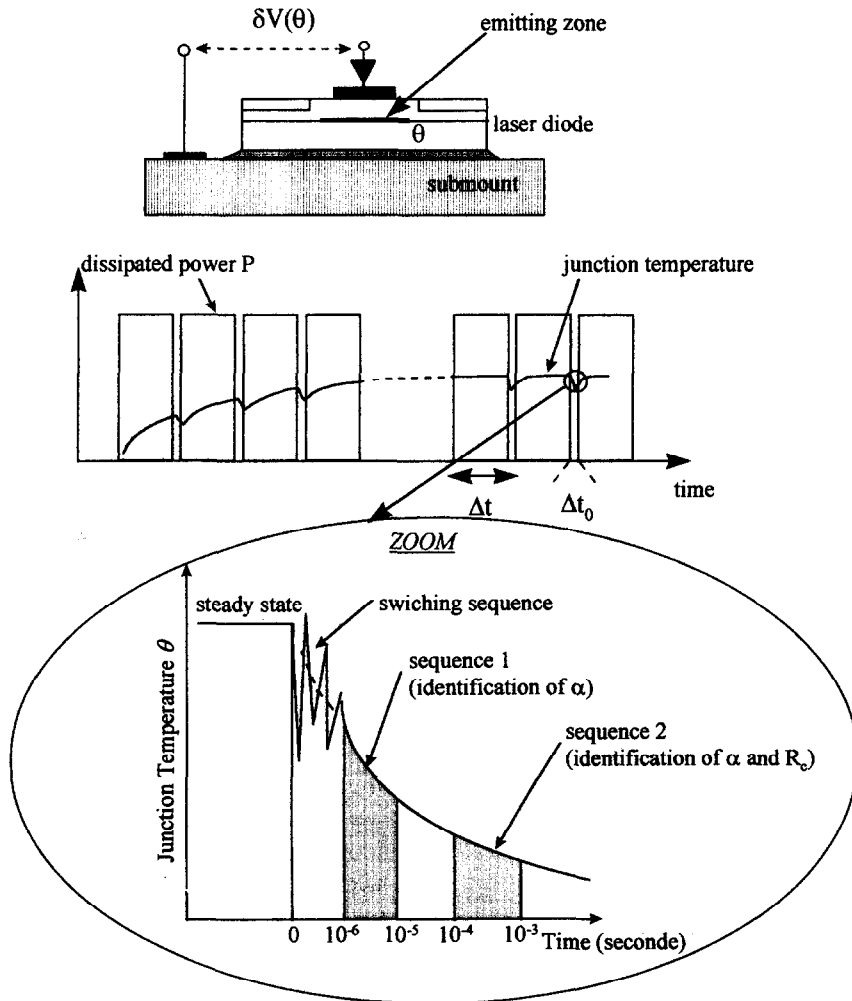 δV(θ)
emitting zone
θ
laser diode
submount
dissipated power P
junction temperature
time
Δt
Δt₀
ZOOM
steady state
swiching sequence
sequence 1
(identification of α)
sequence 2
(identification of α and Rc)
Junction Temperature θ
0 10⁻⁶ 10⁻⁵ 10⁻⁴ 10⁻³ Time (seconde)